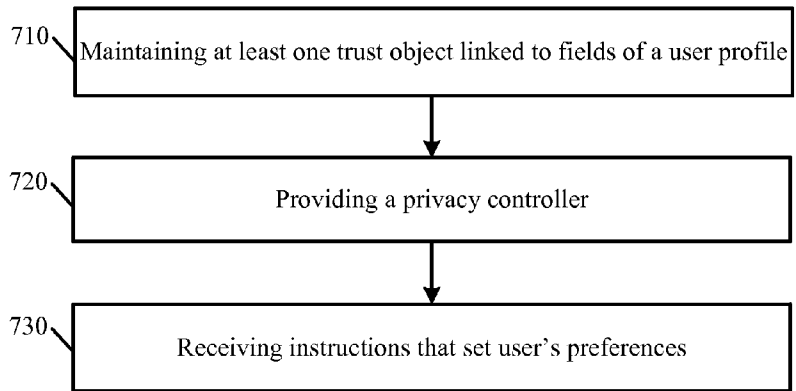 710
Maintaining at least one trust object linked to fields of a user profile
720
Providing a privacy controller
730
Receiving instructions that set user's preferences